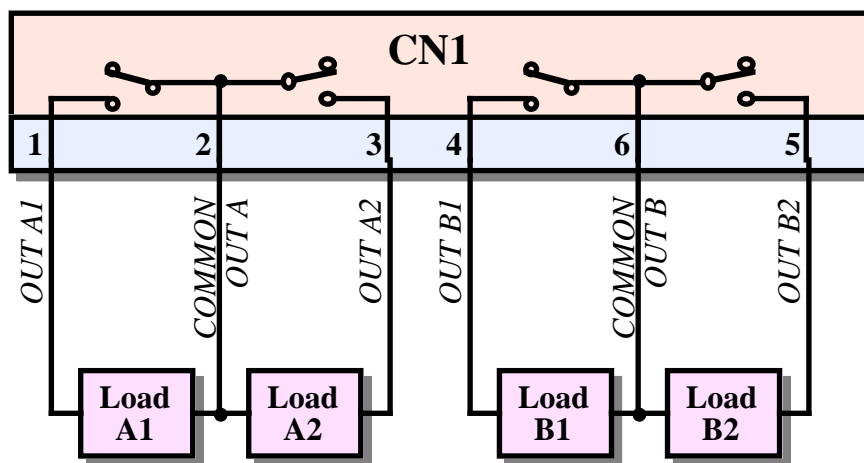 CN1
1 2 3 4 6 5
OUT A1
COMMON
OUT A
OUT A2
OUT B1
COMMON
OUT B
OUT B2
Load
A1
Load
A2
Load
B1
Load
B2